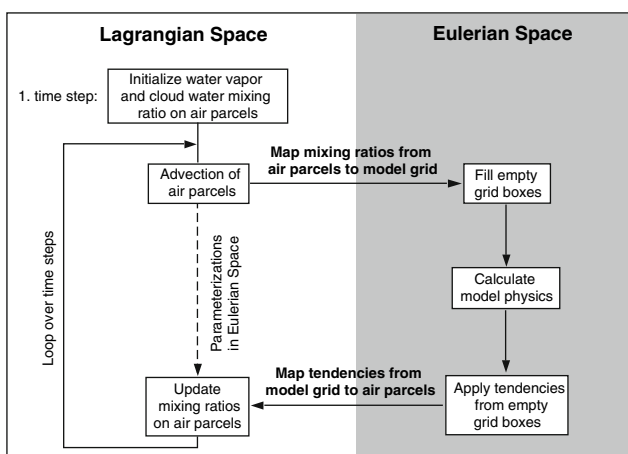 Lagrangian Space
Eulerian Space
1. time step:
Initialize water vapor
and cloud water mixing
ratio on air parcels
Map mixing ratios from
air parcels to model grid
Advection of
air parcels
Fill empty
grid boxes
Loop over time steps
Parameterizations
in Eulerian Space
Calculate
model physics
Map tendencies from
model grid to air parcels
Update
mixing ratios
on air parcels
Apply tendencies
from empty
grid boxes